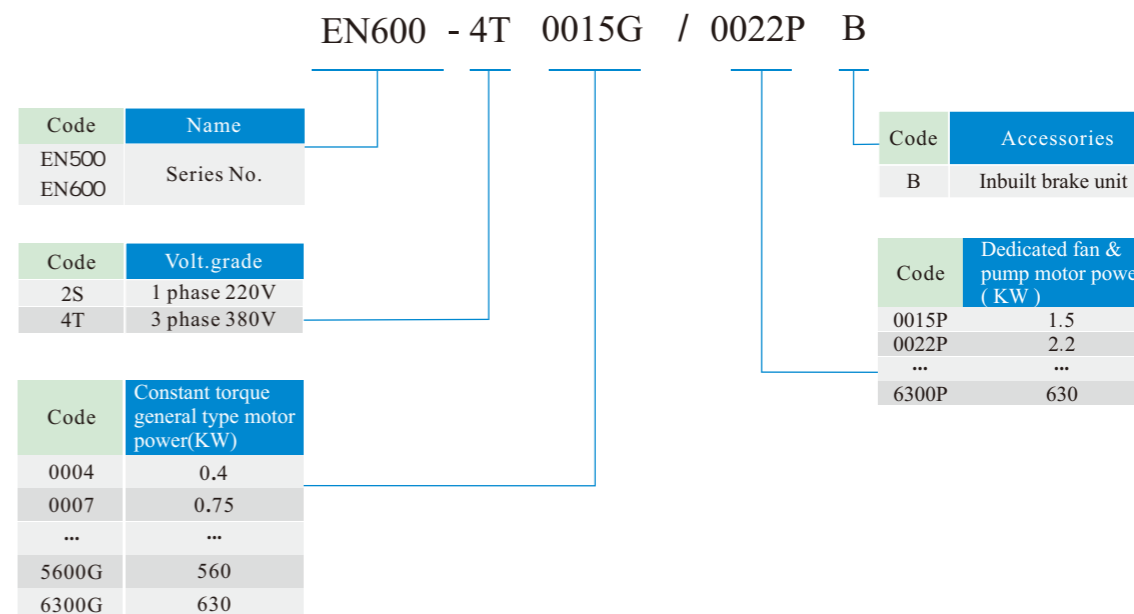 EN600 - 4T 0015G / 0022P B
Code Name
EN500
EN600
Series No.
Code Volt.grade
2S 1 phase 220V
4T 3 phase 380V
Code
Constant torque
general type motor
power(KW)
0004 0.4
0007 0.75
... ...
5600G 560
6300G 630
Code Accessories
B Inbuilt brake unit
Code
Dedicated fan &
pump motor powe
( KW )
0015P 1.5
0022P 2.2
... ...
6300P 630